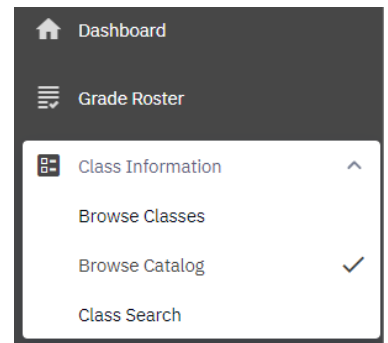 Dashboard
Grade Roster
Class Information
Browse Classes
Browse Catalog
Class Search